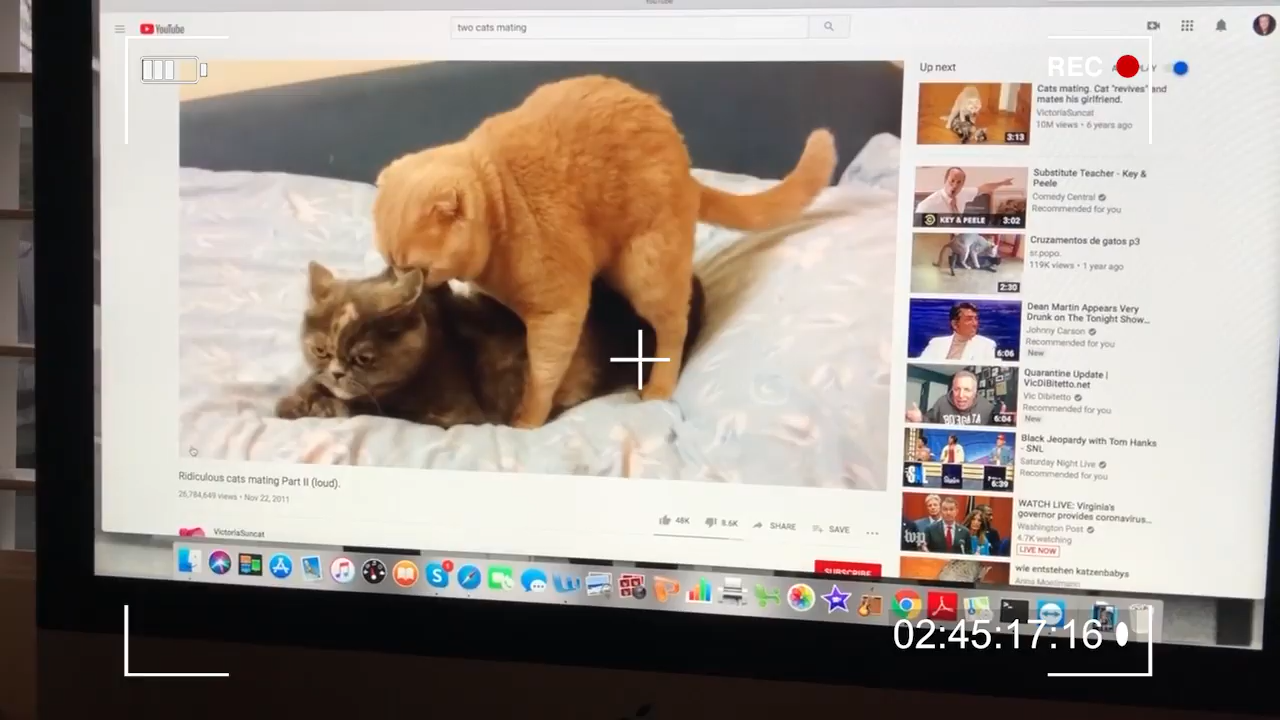 YouTube
YouTube
two cats mating
REC
Up next
Cats mating. Cat "revives" and
mates his girlfriend.
VictoriaSuncat
10M views • 6 years ago
3:13
Substitute Teacher - Key &
Peele
Comedy Central
Recommended for you
KEY & PEELE
3:02
Cruzamentos de gatos p3
sr.popo.
119K views • 1 year ago
2:30
Dean Martin Appears Very
Drunk on The Tonight Show...
Johnny Carson
Recommended for you
New
6:06
Quarantine Update |
VicDiBitetto.net
Vic Dibitetto
Recommended for you
New
6:04
Black Jeopardy with Tom Hanks
- SNL
Saturday Night Live
Recommended for you
6:39
WATCH LIVE: Virginia's
governor provides coronavirus...
Washington Post
4.7K watching
LIVE NOW
wie entstehen katzenbabys
Ridiculous cats mating Part II (loud).
26,784,649 views • Nov 22, 2011
48K
8.6K
SHARE
SAVE
VictoriaSuncat
SUBSCRIBE
02:45:17:16